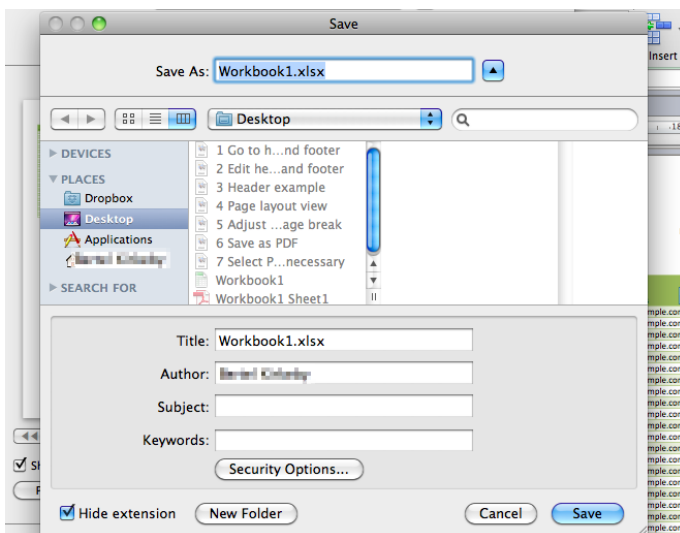 Save
Insert
Save As: Workbook1.xlsx
Desktop
DEVICES
PLACES
Dropbox
Desktop
Applications
SEARCH FOR
1 Go to h...nd footer
2 Edit he...and footer
3 Header example
4 Page layout view
5 Adjust ...age break
6 Save as PDF
7 Select P...necessary
Workbook1
Workbook1 Sheet1
Title: Workbook1.xlsx
Author:
Subject:
Keywords:
Security Options...
Hide extension
New Folder
Cancel
Save